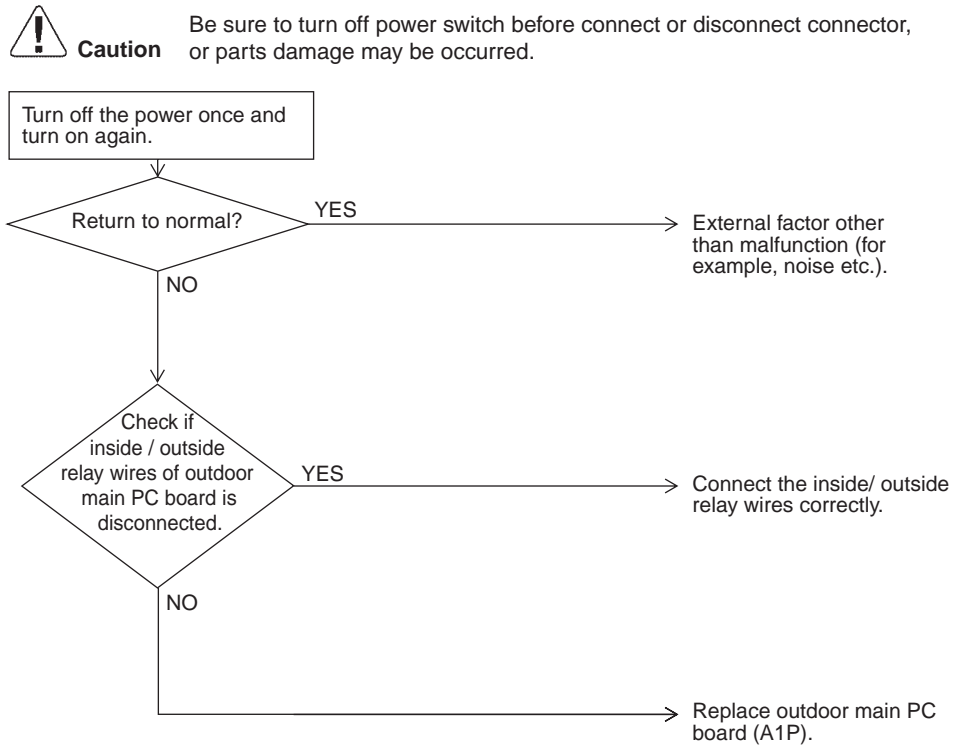 Caution
Be sure to turn off power switch before connect or disconnect connector,
or parts damage may be occurred.
Turn off the power once and
turn on again.
Return to normal?
YES
External factor other
than malfunction (for
example, noise etc.).
NO
Check if
inside / outside
relay wires of outdoor
main PC board is
disconnected.
YES
Connect the inside/ outside
relay wires correctly.
NO
Replace outdoor main PC
board (A1P).